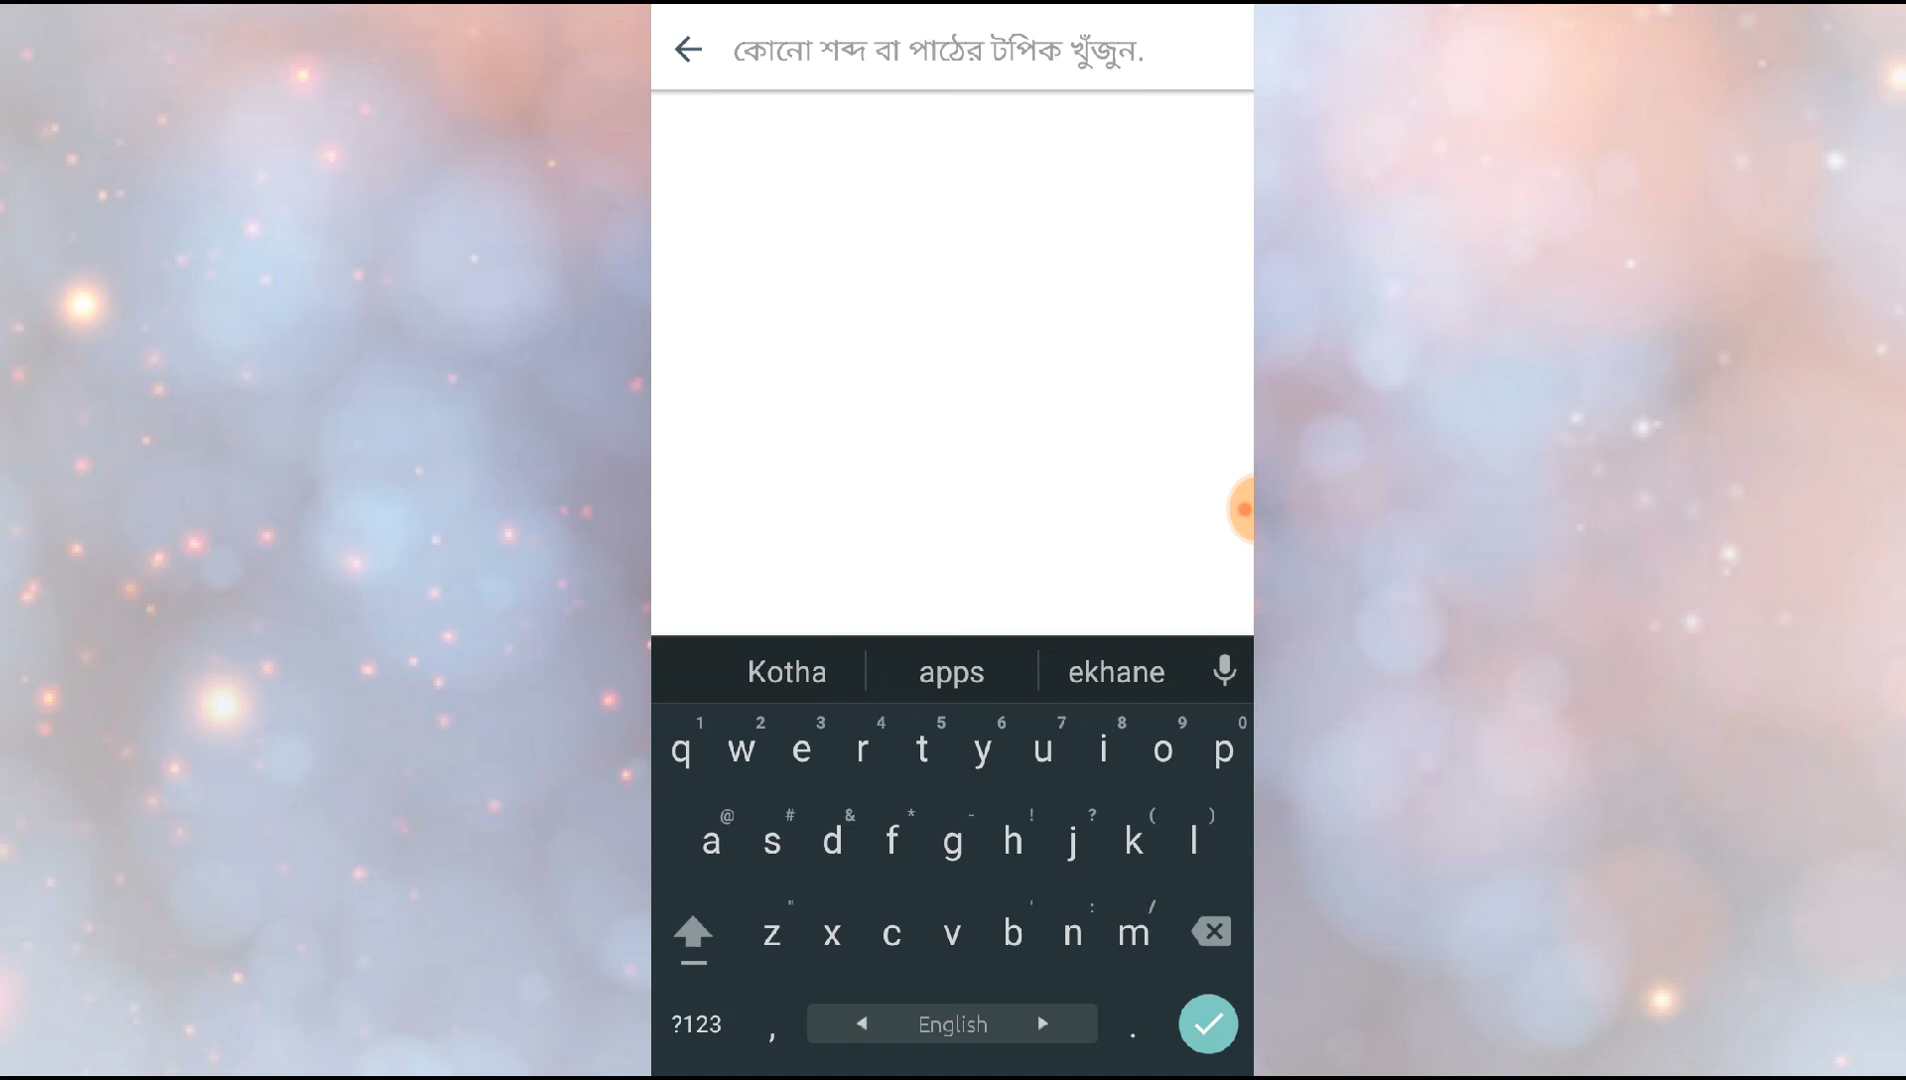 কোনো শব্দ বা পাঠের টপিক খুঁজুন.
Kotha apps ekhane
1 2 3 4 5 6 7 8 9 0
q w e r t y u i o p
@ # & * - ! ? ( )
a s d f g h j k l
" ' : /
z x c v b n m
?123 , English .